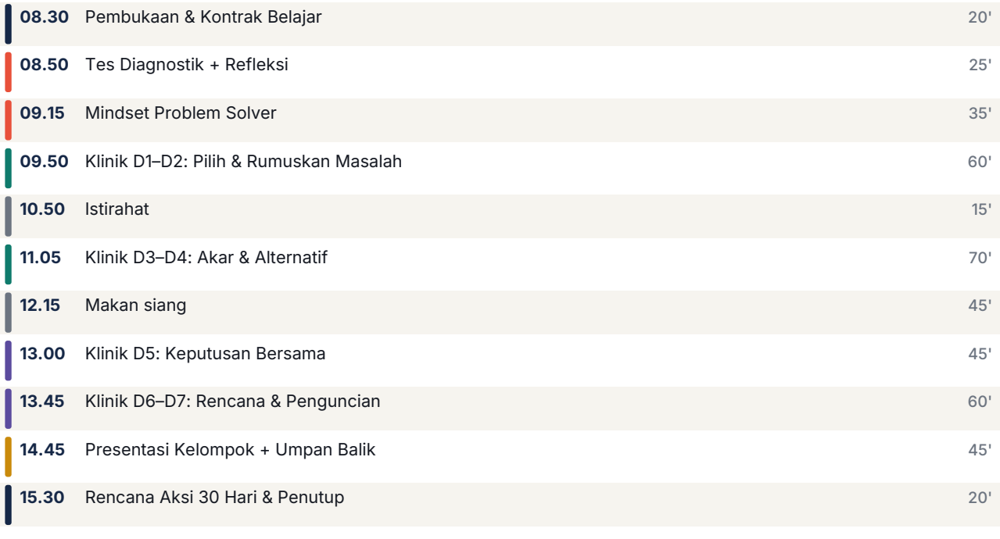 08.30 Pembukaan & Kontrak Belajar 20'
08.50 Tes Diagnostik + Refleksi 25'
09.15 Mindset Problem Solver 35'
09.50 Klinik D1–D2: Pilih & Rumuskan Masalah 60'
10.50 Istirahat 15'
11.05 Klinik D3–D4: Akar & Alternatif 70'
12.15 Makan siang 45'
13.00 Klinik D5: Keputusan Bersama 45'
13.45 Klinik D6–D7: Rencana & Penguncian 60'
14.45 Presentasi Kelompok + Umpan Balik 45'
15.30 Rencana Aksi 30 Hari & Penutup 20'